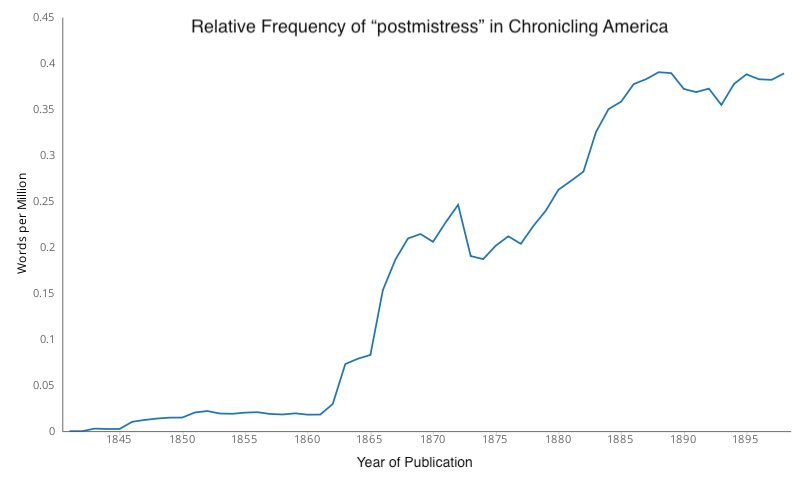 Relative Frequency of “postmistress” in Chronicling America
0.45
0.4
0.35
0.3
0.25
0.2
0.15
0.1
0.05
0
Words per Million
1845 1850 1855 1860 1865 1870 1875 1880 1885 1890 1895
Year of Publication